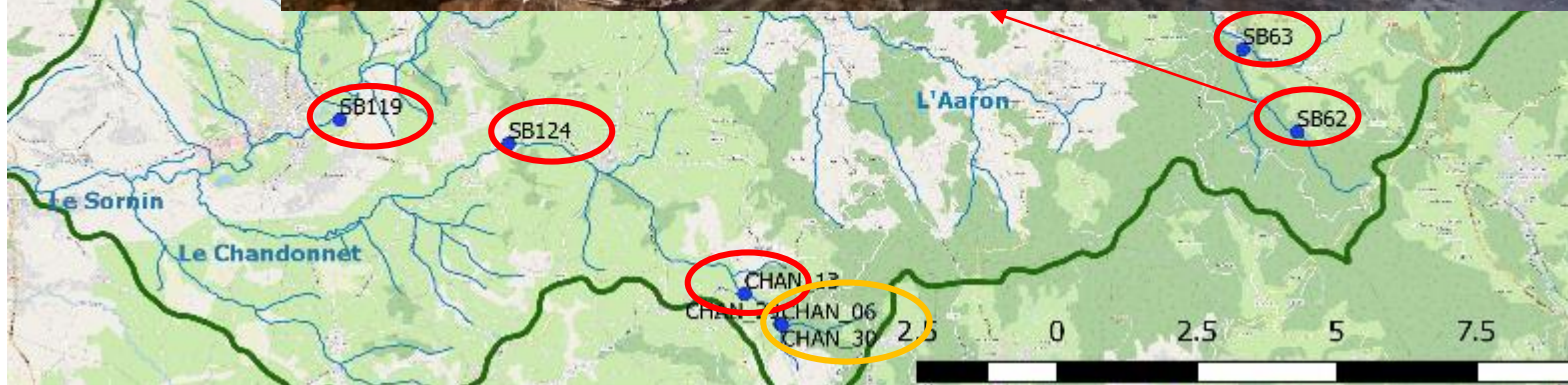 SB63
SB119
L'Aaron
SB124
SB62
Le Sornin
Le Chandonnet
CHAN_13
CHAN_06
CHAN_30
2.5 0 2.5 5 7.5